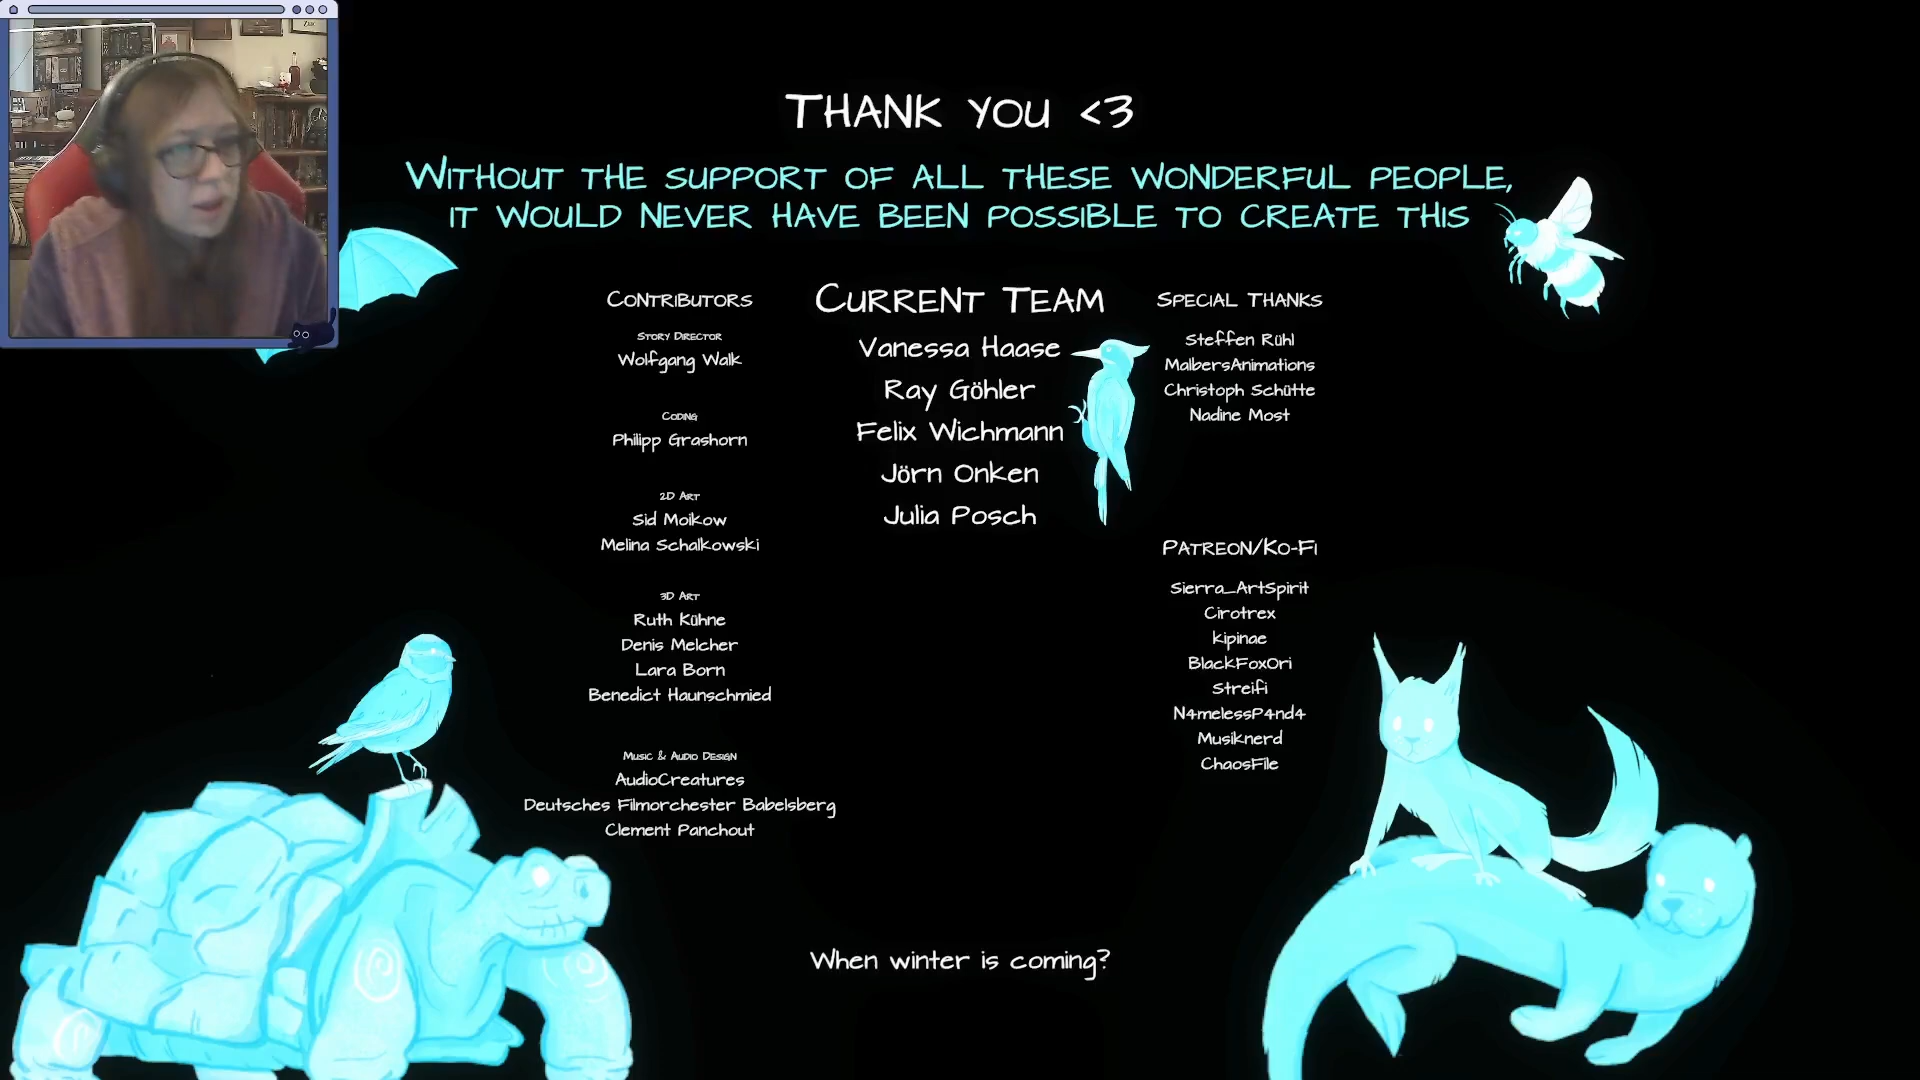 THANK YOU <3
WITHOUT THE SUPPORT OF ALL THESE WONDERFUL PEOPLE,
IT WOULD NEVER HAVE BEEN POSSIBLE TO CREATE THIS
CONTRIBUTORS
STORY DIRECTOR
Wolfgang Walk
CODING
Philipp Grashorn
2D ART
Sid Moikow
Melina Schalkowski
3D ART
Ruth Kühne
Denis Melcher
Lara Born
Benedict Haunschmied
MUSIC & AUDIO DESIGN
AudioCreatures
Deutsches Filmorchester Babelsberg
Clement Panchout
CURRENT TEAM
Vanessa Haase
Ray Göhler
Felix Wichmann
Jörn Onken
Julia Posch
SPECIAL THANKS
Steffen Rühl
MalbersAnimations
Christoph Schütte
Nadine Most
PATREON/KO-FI
Sierra_ArtSpirit
Cirotrex
kipinae
BlackFoxOri
Streifi
N4melessP4nd4
Musiknerd
ChaosFile
When winter is coming?